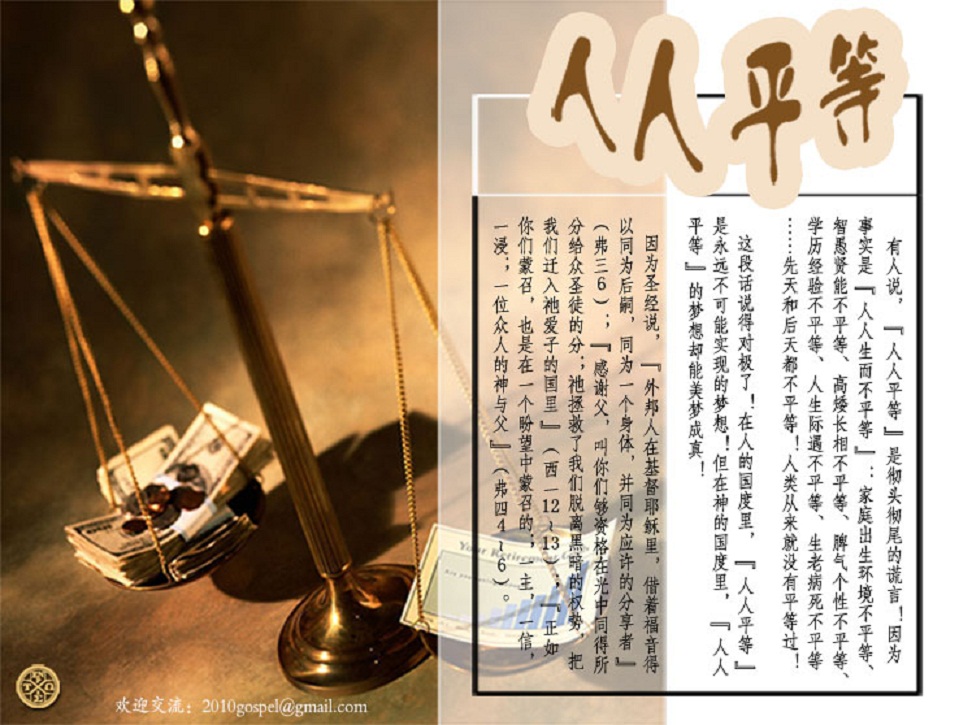 人人平等
有人说，『人人平等』是彻头彻尾的谎言！因为
事实是『人人生而不平等』：家庭出生环境不平等、
智愚贤能不平等、高矮长相不平等、脾气个性不平等、
学历经验不平等、人生际遇不平等、生老病死不平等
……先天和后天都不平等！人类从来就没有平等过！
这段话说得对极了！在人的国度里，『人人平等』
是永远不可能实现的梦想！但在神的国度里，『人人
平等』的梦想却能美梦成真！
因为圣经说，『外邦人在基督耶稣里，借着福音得
以同为后嗣，同为一个身体，并同为应许的分享者』
（弗三6）；『感谢父，叫你们够资格在光中同得所
分给众圣徒的分；祂拯救了我们脱离黑暗的权势，把
我们迁入祂爱子的国里』（西一12~13）；『正如
你们蒙召，也是在一个盼望中蒙召的；一主，一信，
一浸；一位众人的神与父』（弗四4~6）。
Your Retirement
欢迎交流：2010gospel@gmail.com